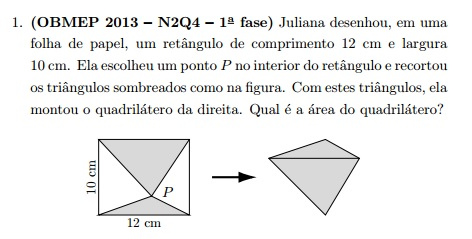 1. (OBMEP 2013 – N2Q4 – 1ª fase) Juliana desenhou, em uma
folha de papel, um retângulo de comprimento 12 cm e largura
10 cm. Ela escolheu um ponto P no interior do retângulo e recortou
os triângulos sombreados como na figura. Com estes triângulos, ela
montou o quadrilátero da direita. Qual é a área do quadrilátero?
10 cm
P
12 cm